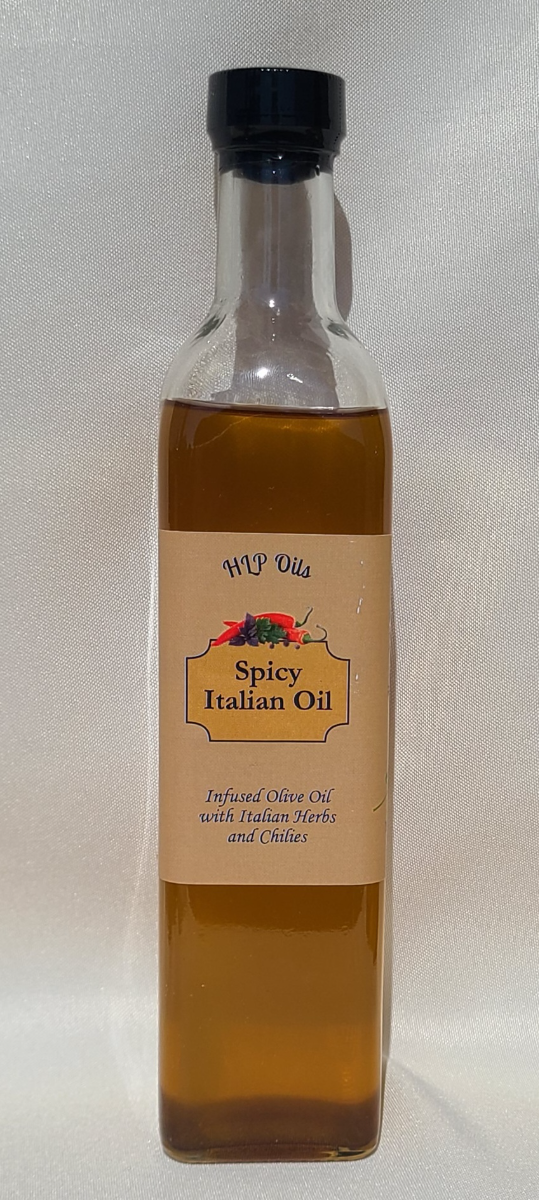 HLP Oils
Spicy
Italian Oil
Infused Olive Oil
with Italian Herbs
and Chilies